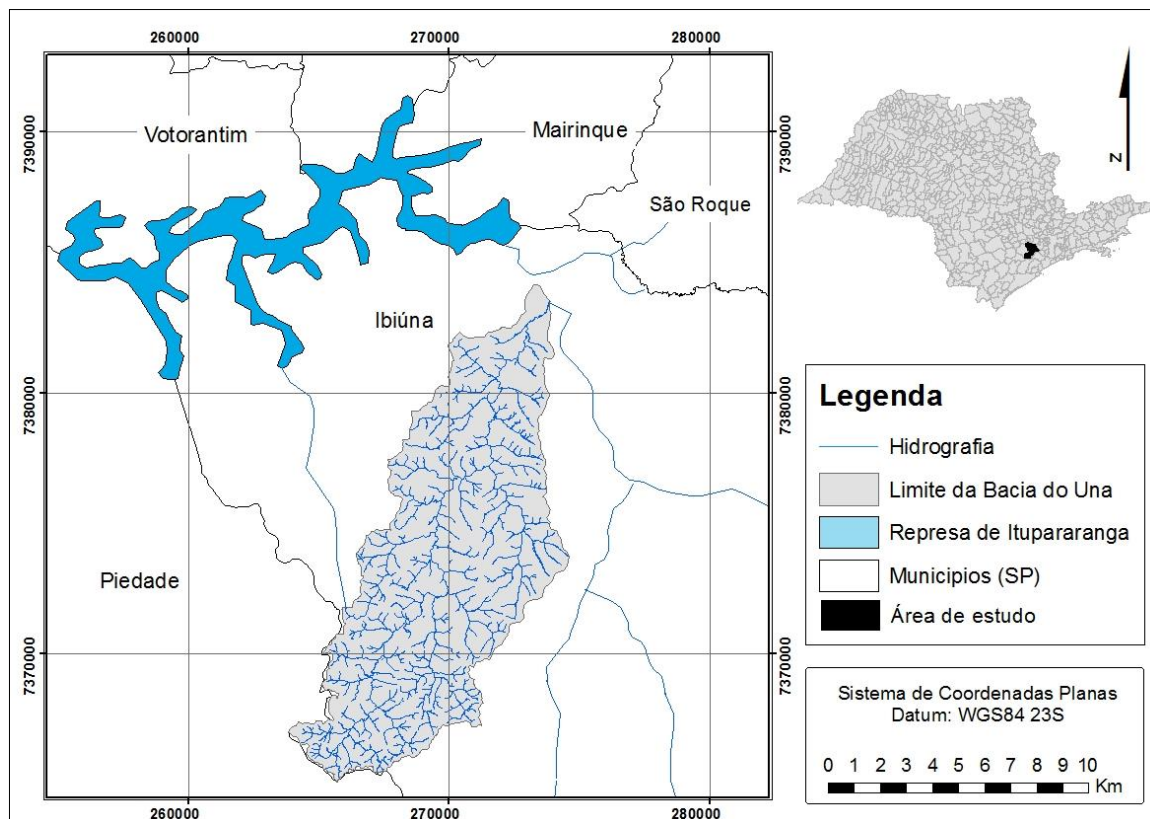 260000 270000 280000
7390000 7390000
Votorantim
Mairinque
São Roque
Ibiúna
7380000 7380000
Piedade
7370000 7370000
260000 270000 280000
N
Legenda
Hidrografia
Limite da Bacia do Una
Represa de Itupararanga
Municipios (SP)
Área de estudo
Sistema de Coordenadas Planas
Datum: WGS84 23S
0 1 2 3 4 5 6 7 8 9 10
Km